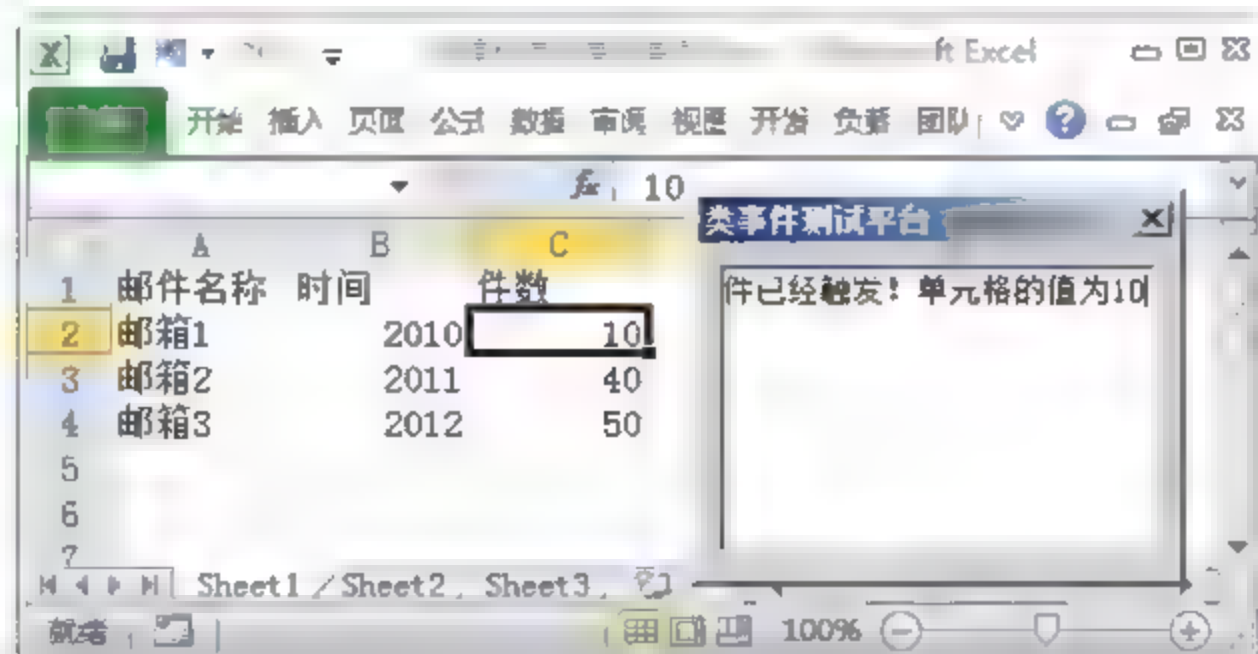 ft Excel
开始 插入 页面 公式 数据 审阅 视图 开发 负载 团队
fx 10
类事件测试平台
A B C
件已经触发！单元格的值为10
1 邮件名称 时间 件数
2 邮箱1 2010 10
3 邮箱2 2011 40
4 邮箱3 2012 50
5
6
7
Sheet1 Sheet2 Sheet3
就绪 100%